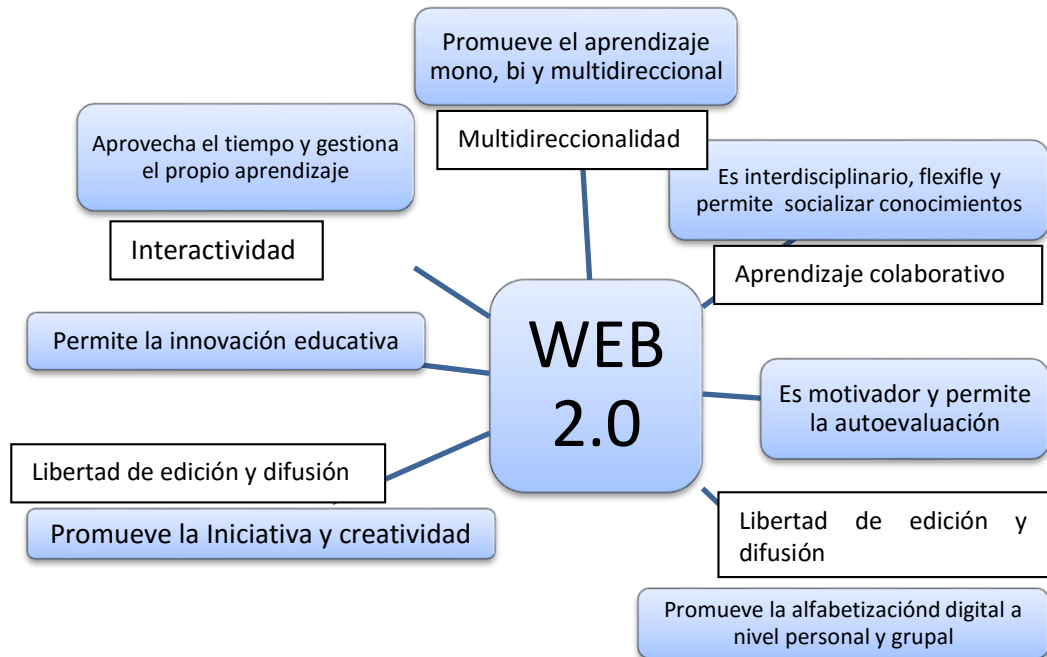 Promueve el aprendizaje
mono, bi y multidireccional
Multidireccionalidad
Aprovecha el tiempo y gestiona
el propio aprendizaje
Interactividad
Es interdisciplinario, flexifle y
permite socializar conocimientos
Aprendizaje colaborativo
WEB
2.0
Permite la innovación educativa
Es motivador y permite
la autoevaluación
Libertad de edición y difusión
Promueve la Iniciativa y creatividad
Libertad de edición y
difusión
Promueve la alfabetizaciónd digital a
nivel personal y grupal